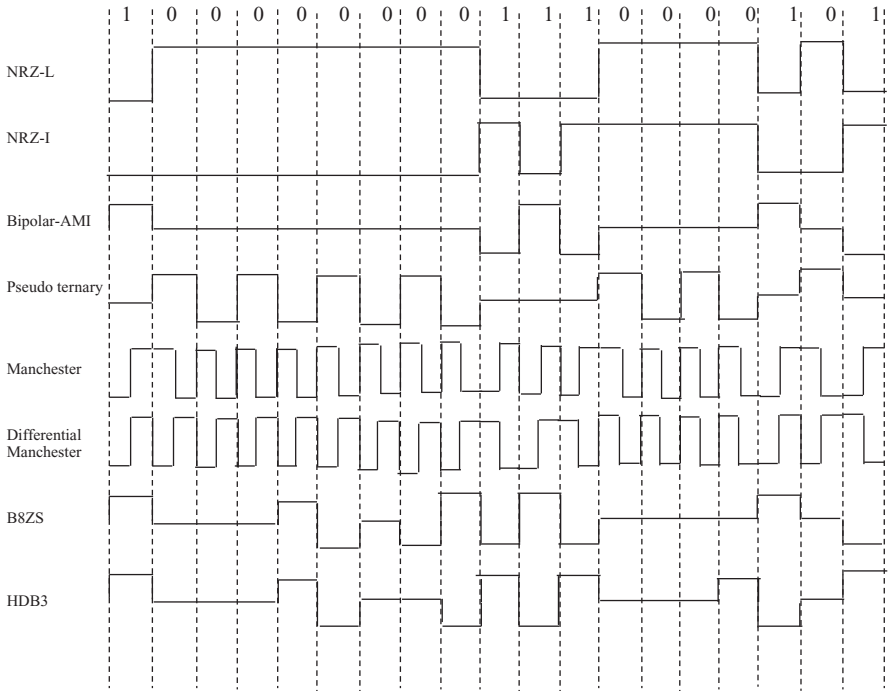 1 0 0 0 0 0 0 0 0 1 1 1 0 0 0 0 1 0 1
NRZ-L
NRZ-I
Bipolar-AMI
Pseudo ternary
Manchester
Differential
Manchester
B8ZS
HDB3